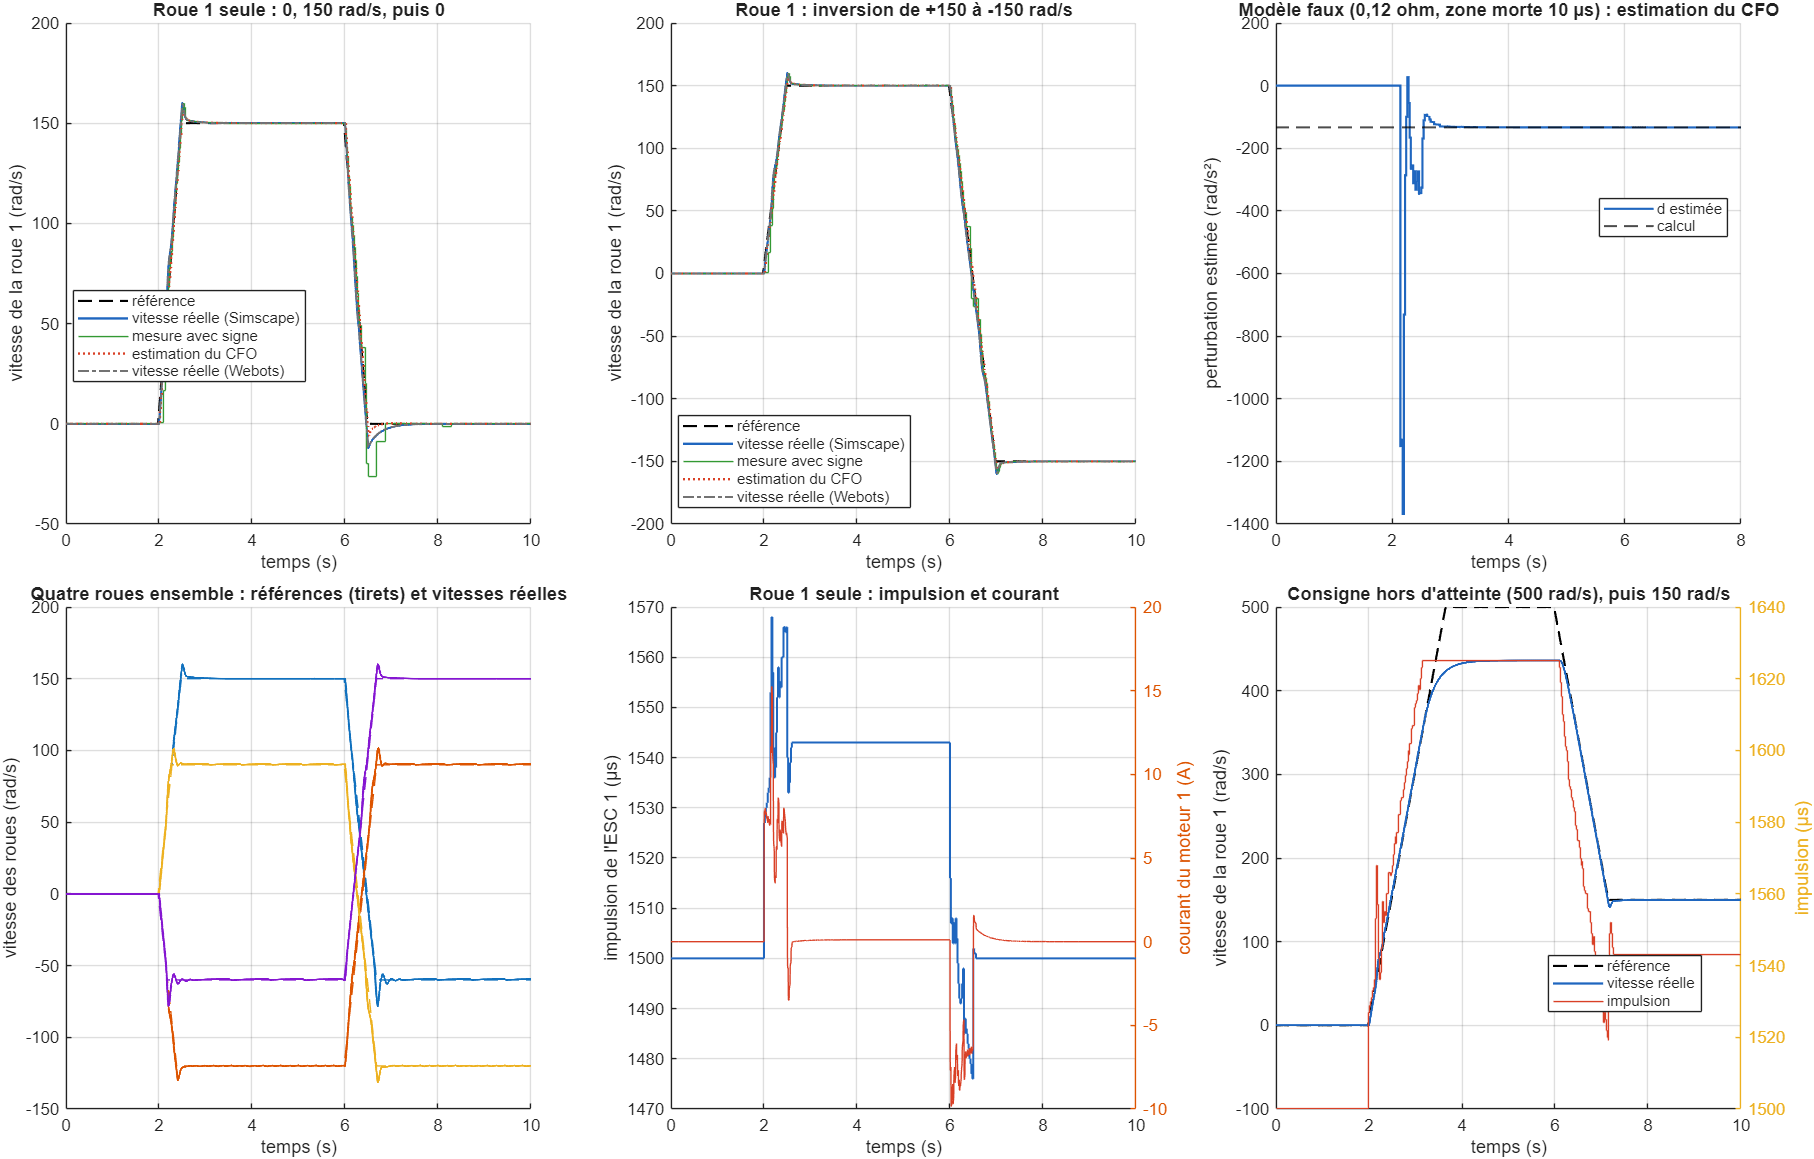 Roue 1 seule : 0, 150 rad/s, puis 0
vitesse de la roue 1 (rad/s)
200
150
100
50
0
-50
référence
vitesse réelle (Simscape)
mesure avec signe
estimation du CFO
vitesse réelle (Webots)
0 2 4 6 8 10
temps (s)
Roue 1 : inversion de +150 à -150 rad/s
vitesse de la roue 1 (rad/s)
200
150
100
50
0
-50
-100
-150
-200
référence
vitesse réelle (Simscape)
mesure avec signe
estimation du CFO
vitesse réelle (Webots)
0 2 4 6 8 10
temps (s)
Modèle faux (0,12 ohm, zone morte 10 µs) : estimation du CFO
perturbation estimée (rad/s²)
200
0
-200
-400
-600
-800
-1000
-1200
-1400
d estimée
calcul
0 2 4 6 8
temps (s)
Quatre roues ensemble : références (tirets) et vitesses réelles
vitesse des roues (rad/s)
200
150
100
50
0
-50
-100
-150
0 2 4 6 8 10
temps (s)
Roue 1 seule : impulsion et courant
impulsion de l'ESC 1 (µs)
1570
1560
1550
1540
1530
1520
1510
1500
1490
1480
1470
20
15
10
5
0
-5
-10
courant du moteur 1 (A)
0 2 4 6 8 10
temps (s)
Consigne hors d'atteinte (500 rad/s), puis 150 rad/s
vitesse de la roue 1 (rad/s)
500
400
300
200
100
0
-100
référence
vitesse réelle
impulsion
1640
1620
1600
1580
1560
1540
1520
1500
impulsion (µs)
0 2 4 6 8 10
temps (s)